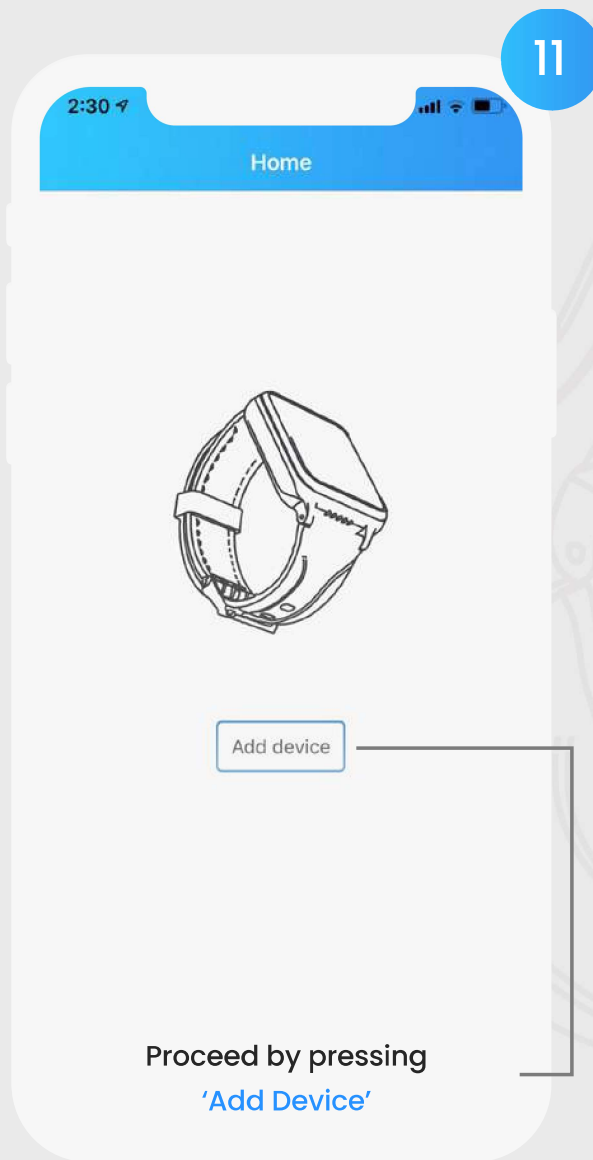 11
2:30
Home
Add device
Proceed by pressing
‘Add Device’